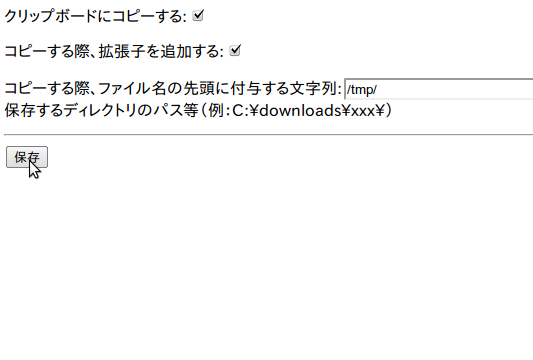 クリップボードにコピーする:
コピーする際、拡張子を追加する:
コピーする際、ファイル名の先頭に付与する文字列: /tmp/
保存するディレクトリのパス等（例：C:¥downloads¥xxx¥）
保存